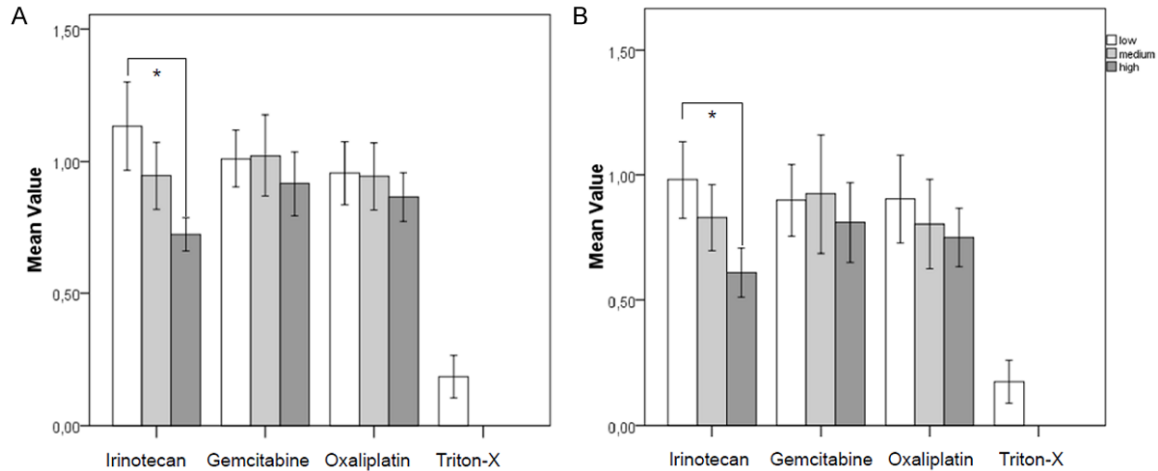 A
Mean Value
1,50
1,00
0,50
0,00
*
Irinotecan Gemcitabine Oxaliplatin Triton-X
B
Mean Value
1,50
1,00
0,50
0,00
*
Irinotecan Gemcitabine Oxaliplatin Triton-X
low
medium
high